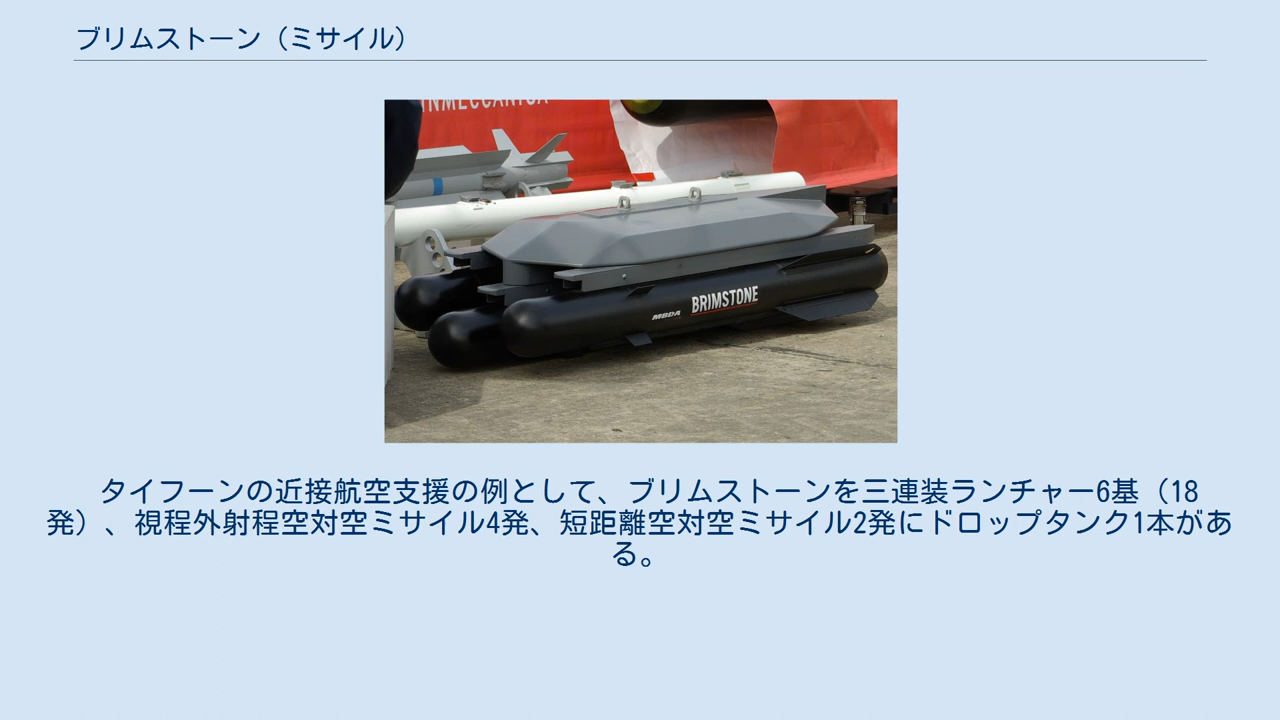 ブリムストーン（ミサイル）
BRIMSTONE
MBDA
タイフーンの近接航空支援の例として、ブリムストーンを三連装ランチャー6基（18
発）、視程外射程空対空ミサイル4発、短距離空対空ミサイル2発にドロップタンク1本があ
る。